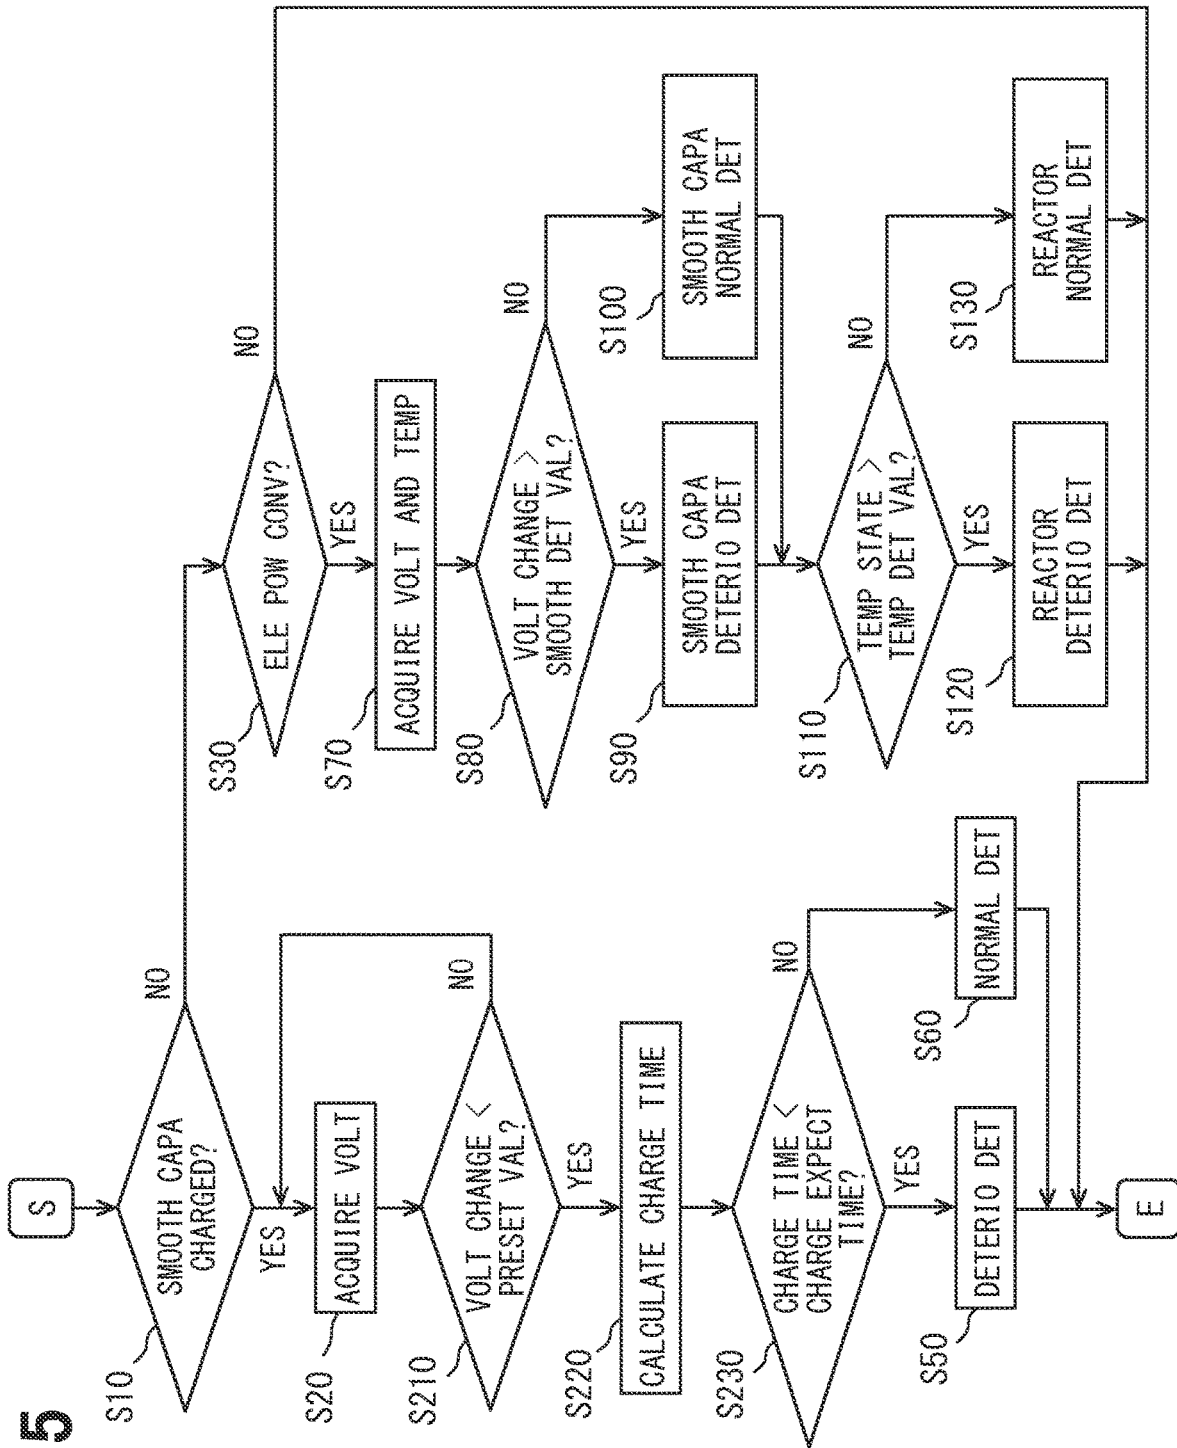 5
S
S10
SMOOTH CAPA
CHARGED?
NO
YES
S20
ACQUIRE VOLT
S210
VOLT CHANGE <
PRESET VAL?
NO
YES
S220
CALCULATE CHARGE TIME
S230
CHARGE TIME <
CHARGE EXPECT
TIME?
NO
YES
S50
DETERIO DET
S60
NORMAL DET
E
S30
ELE POW CONV?
NO
YES
S70
ACQUIRE VOLT AND TEMP
S80
VOLT CHANGE >
SMOOTH DET VAL?
NO
YES
S90
SMOOTH CAPA
DETERIO DET
S100
SMOOTH CAPA
NORMAL DET
S110
TEMP STATE >
TEMP DET VAL?
NO
YES
S120
REACTOR
DETERIO DET
S130
REACTOR
NORMAL DET